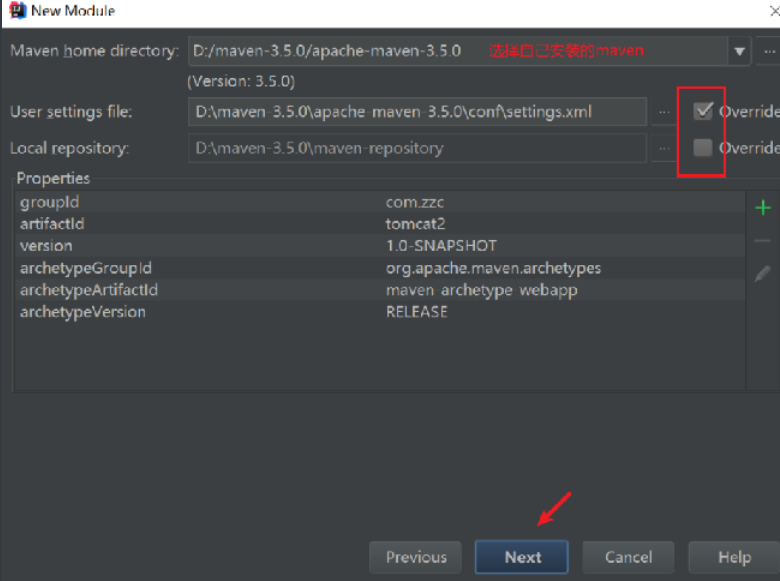 New Module
Maven home directory: D:/maven-3.5.0/apache-maven-3.5.0 选择自己安装的maven
(Version: 3.5.0)
User settings file: D:\maven-3.5.0\apache-maven-3.5.0\conf\settings.xml ... Override
Local repository: D:\maven-3.5.0\maven-repository ... Override
Properties
groupId com.zzc
artifactId tomcat2
version 1.0-SNAPSHOT
archetypeGroupId org.apache.maven.archetypes
archetypeArtifactId maven-archetype-webapp
archetypeVersion RELEASE
Previous Next Cancel Help